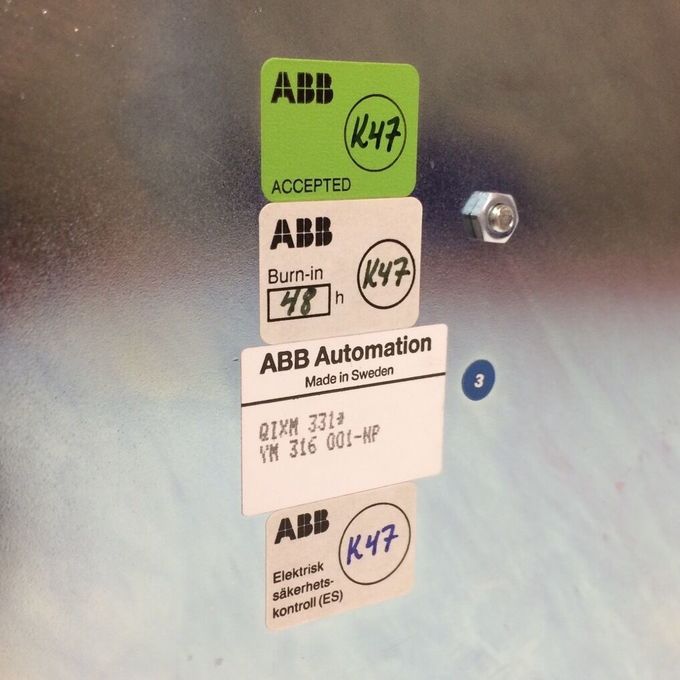 ABB
K47
ACCEPTED
ABB
Burn-in
K47
48 h
ABB Automation
Made in Sweden
3
QIXM 331#
YM 316 001-NP
ABB
K47
Elektrisk
säkerhets-
kontroll (ES)